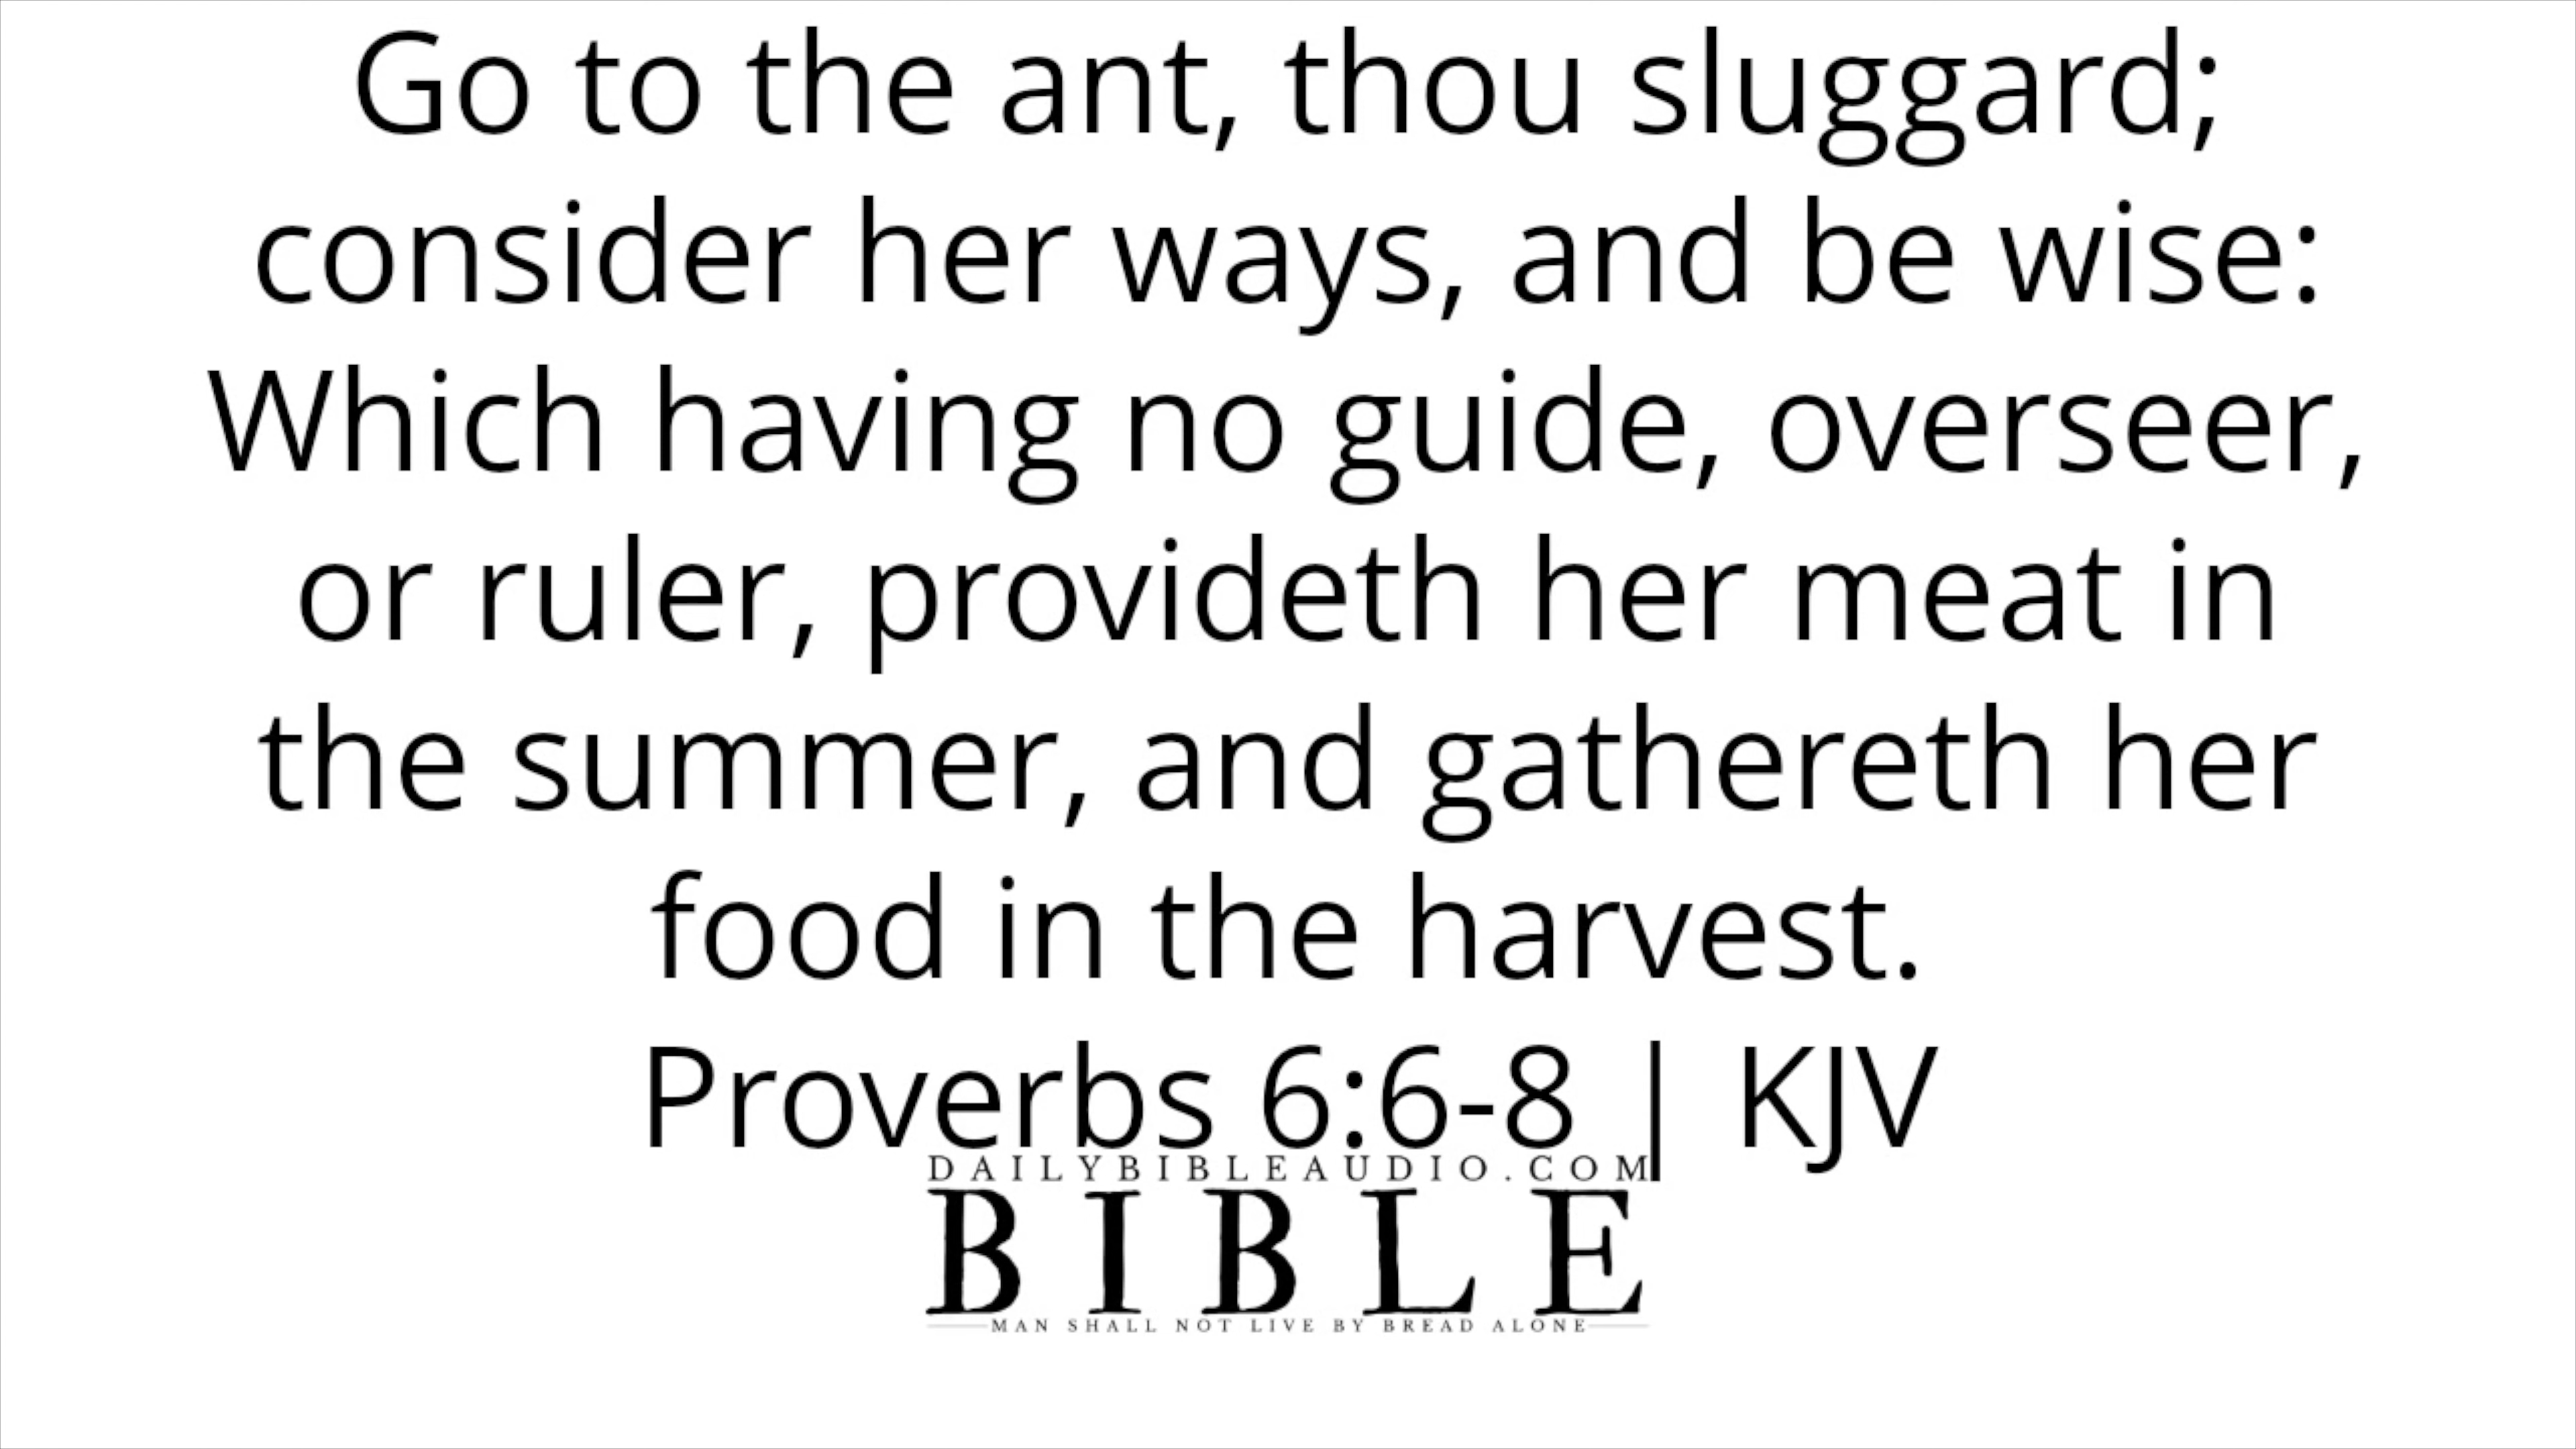 Go to the ant, thou sluggard;
consider her ways, and be wise:
Which having no guide, overseer,
or ruler, provideth her meat in
the summer, and gathereth her
food in the harvest.
Proverbs 6:6-8 | KJV
DAILYBIBLEAUDIO.COM
BIBLE
MAN SHALL NOT LIVE BY BREAD ALONE